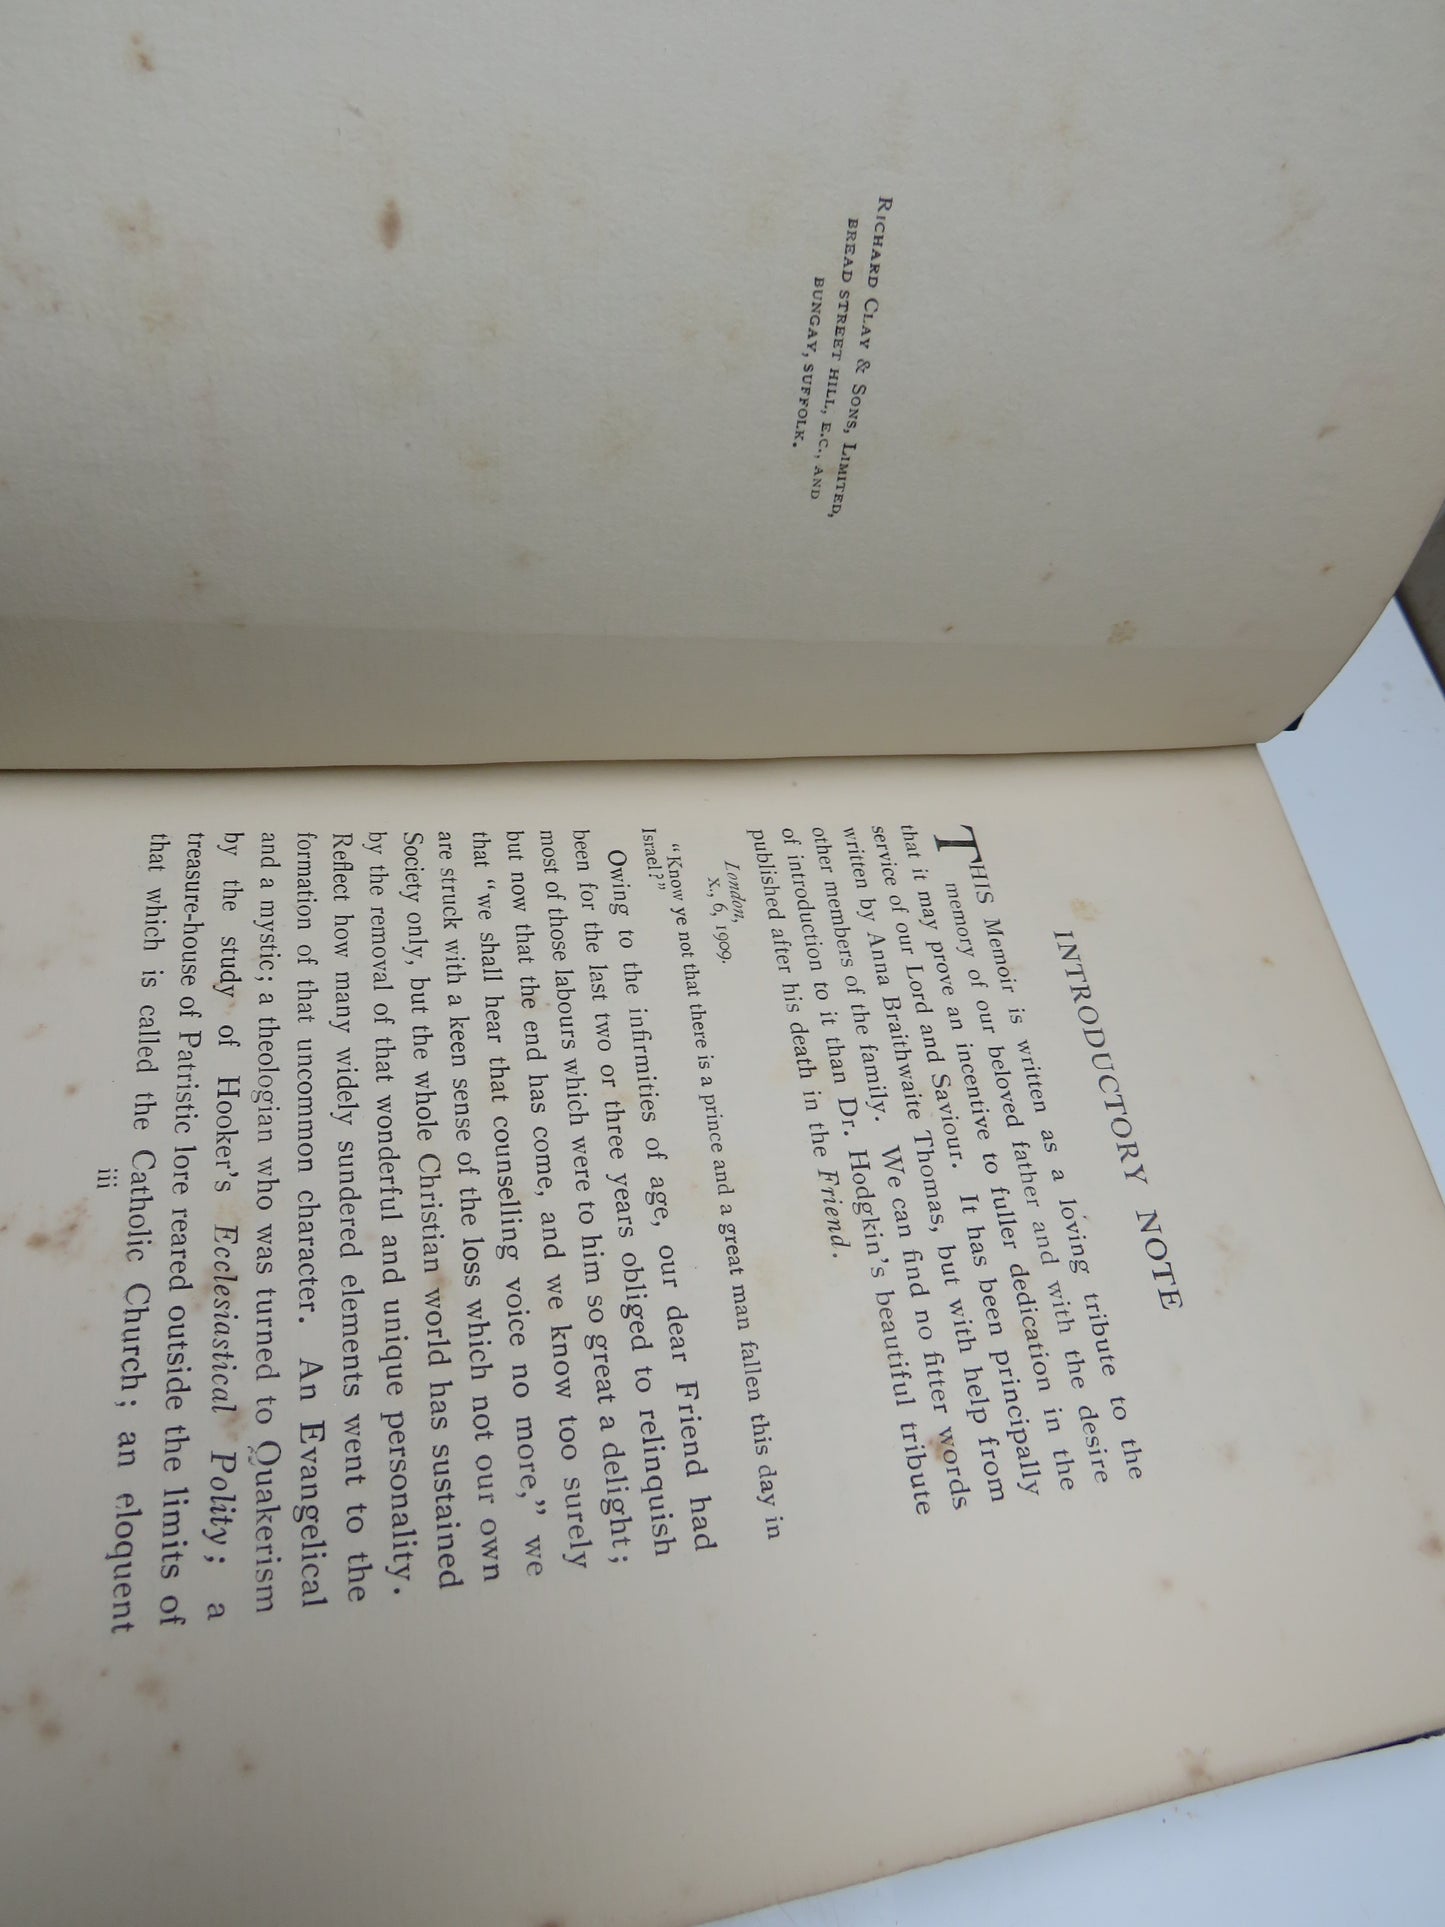 RICHARD CLAY & SONS, LIMITED,
BREAD STREET HILL, E.C., AND
BUNGAY, SUFFOLK.
INTRODUCTORY NOTE
THIS Memoir is written as a loving tribute to the
memory of our beloved father and with the desire
that it may prove an incentive to fuller dedication in the
service of our Lord and Saviour. It has been principally
written by Anna Braithwaite Thomas, but with help from
other members of the family. We can find no fitter words
of introduction to it than Dr. Hodgkin's beautiful tribute
published after his death in the Friend.
London,
x., 6, 1909.
"Know ye not that there is a prince and a great man fallen this day in
Israel?"
Owing to the infirmities of age, our dear Friend had
been for the last two or three years obliged to relinquish
most of those labours which were to him so great a delight;
but now that the end has come, and we know too surely
that "we shall hear that counselling voice no more," we
are struck with a keen sense of the loss which not our own
Society only, but the whole Christian world has sustained
by the removal of that wonderful and unique personality.
Reflect how many widely sundered elements went to the
formation of that uncommon character. An Evangelical
and a mystic; a theologian who was turned to Quakerism
by the study of Hooker's Ecclesiastical Polity; a
treasure-house of Patristic lore reared outside the limits of
that which is called the Catholic Church; an eloquent
iii